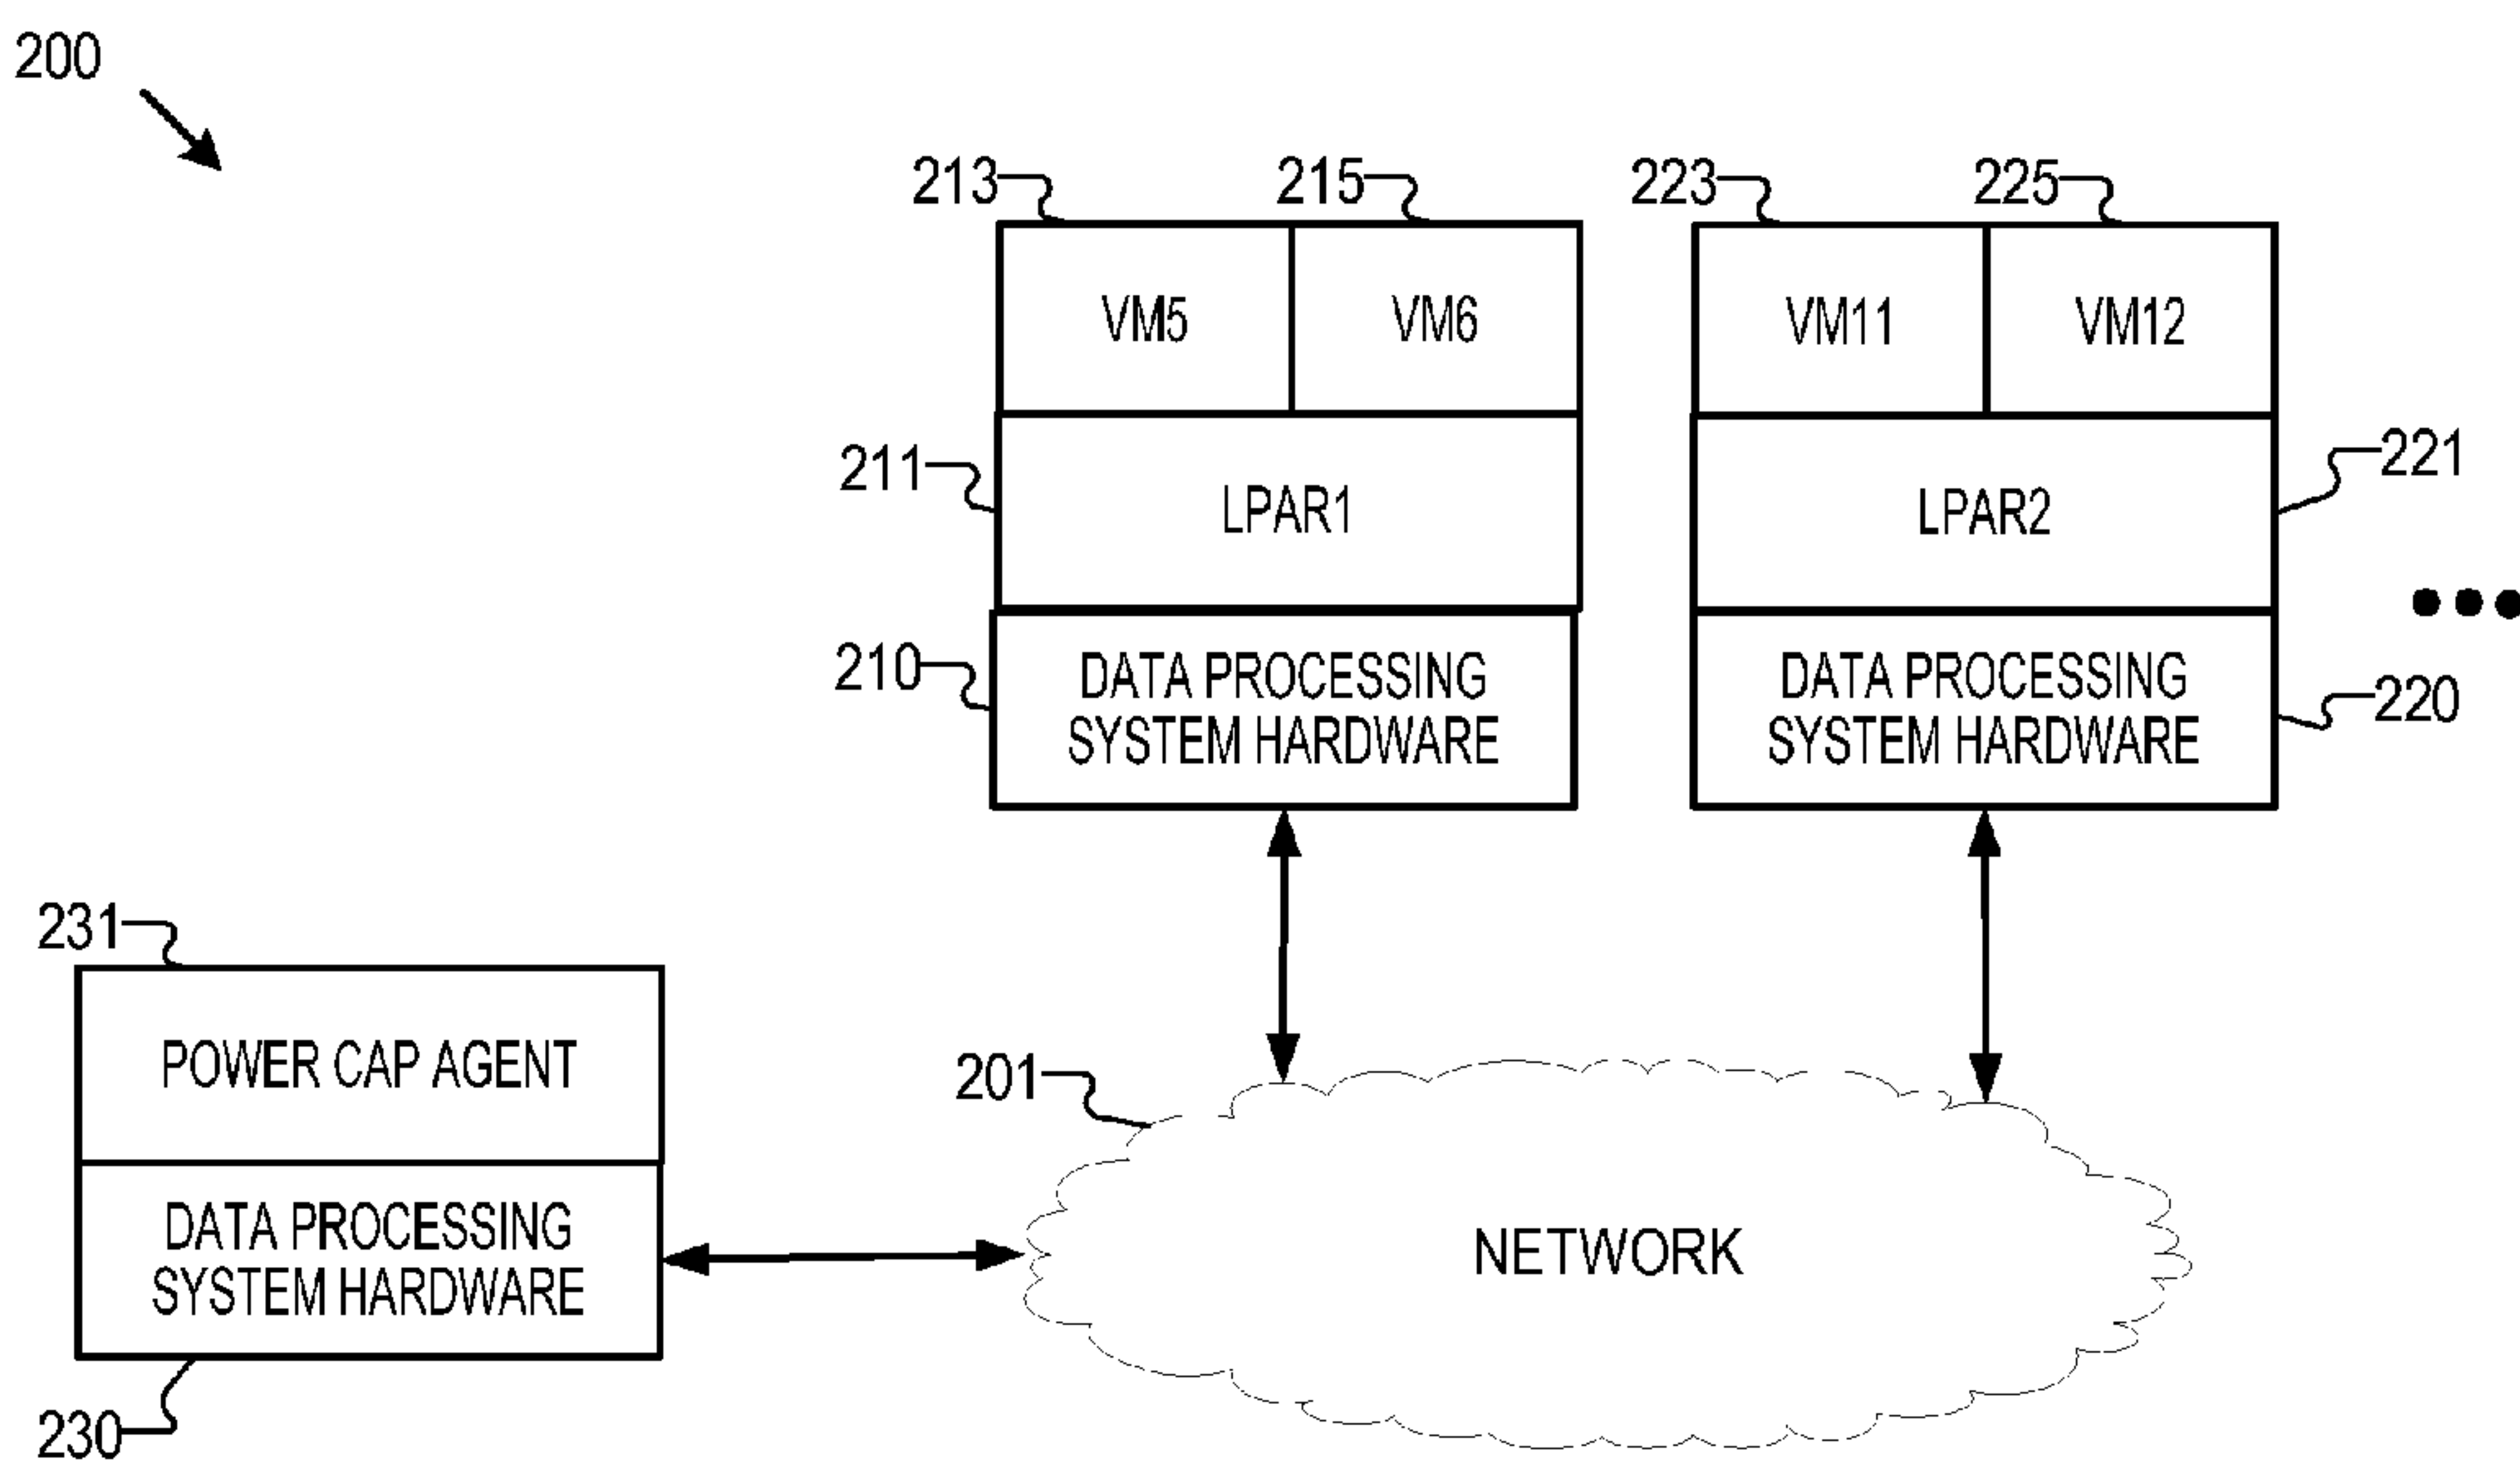 200
213
215
223
225
VM5
VM6
VM11
VM12
211
LPAR1
LPAR2
221
210
DATA PROCESSING
SYSTEM HARDWARE
DATA PROCESSING
SYSTEM HARDWARE
220
231
POWER CAP AGENT
201
DATA PROCESSING
SYSTEM HARDWARE
NETWORK
230